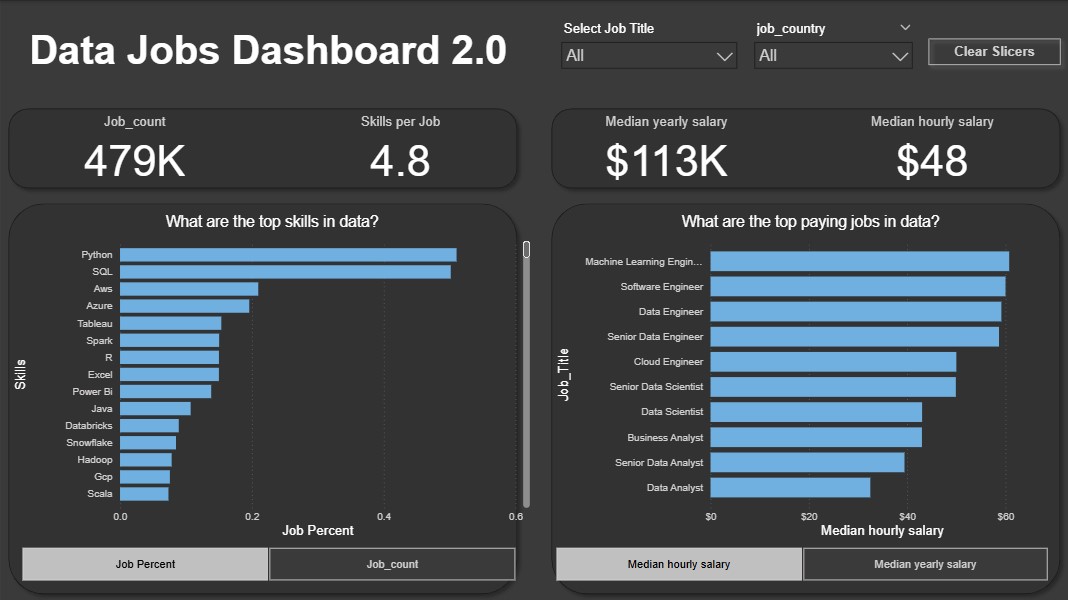 Data Jobs Dashboard 2.0
Select Job Title
All
job_country
All
Clear Slicers
Job_count
479K
Skills per Job
4.8
Median yearly salary
$113K
Median hourly salary
$48
What are the top skills in data?
Skills
Python
SQL
Aws
Azure
Tableau
Spark
R
Excel
Power Bi
Java
Databricks
Snowflake
Hadoop
Gcp
Scala
0.0 0.2 0.4 0.6
Job Percent
Job Percent
Job_count
What are the top paying jobs in data?
Job_Title
Machine Learning Engin...
Software Engineer
Data Engineer
Senior Data Engineer
Cloud Engineer
Senior Data Scientist
Data Scientist
Business Analyst
Senior Data Analyst
Data Analyst
$0 $20 $40 $60
Median hourly salary
Median hourly salary
Median yearly salary